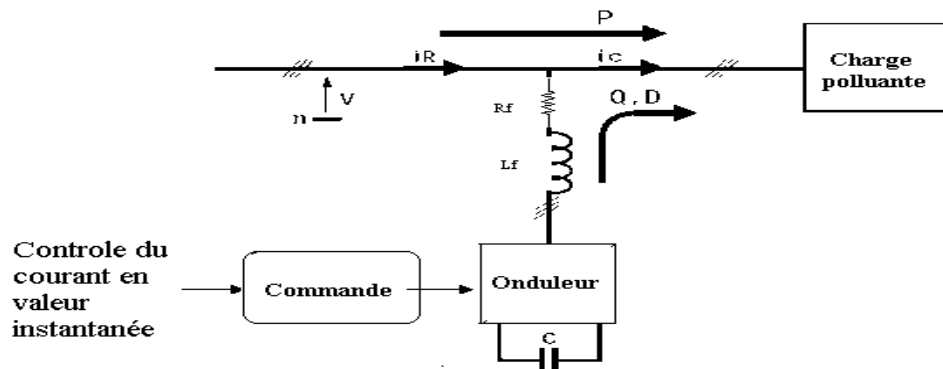 P
iR
ic
Charge
polluante
V
n
Rf
Q,D
Lf
Controle du
courant en
valeur
instantanée
Commande
Onduleur
C